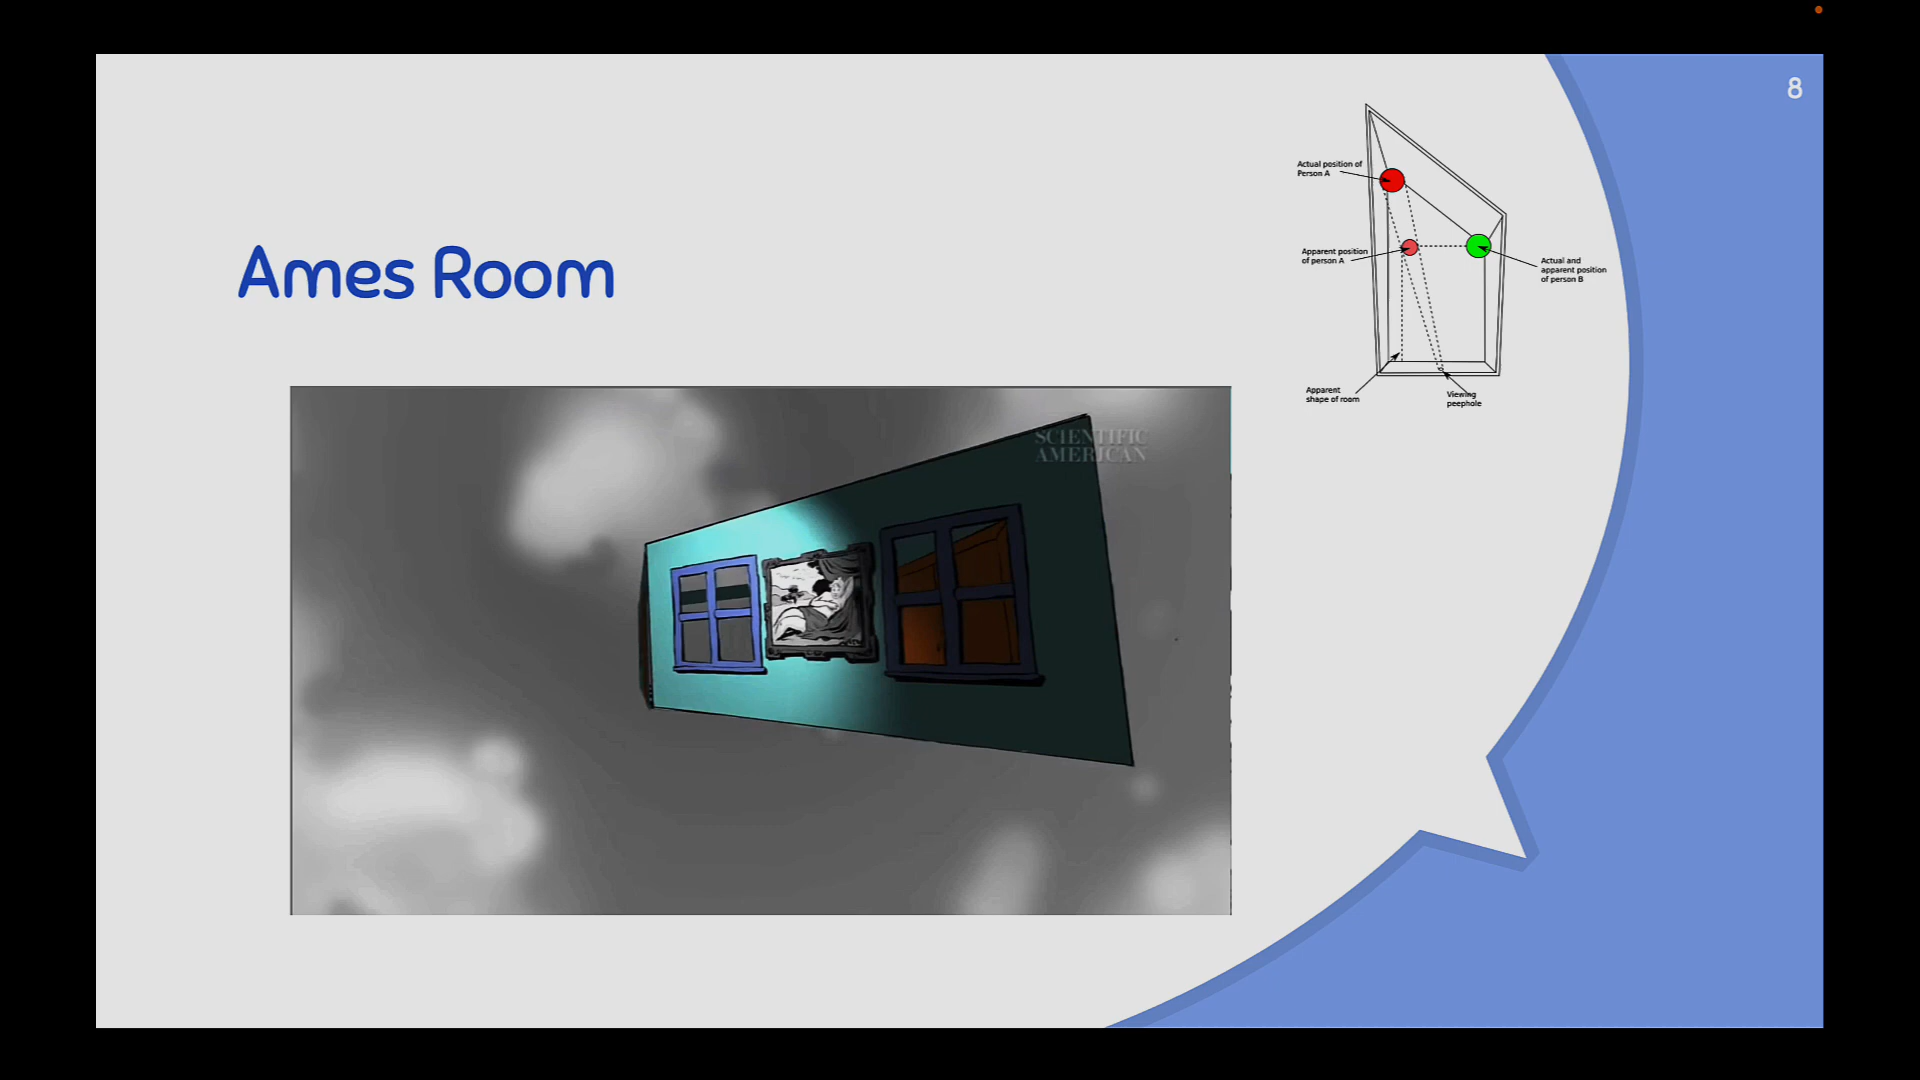 8
Ames Room
Actual position of
Person A
Apparent position
of person A
Actual and
apparent position
of person B
Apparent
shape of room
Viewing
peephole
SCIENTIFIC
AMERICAN